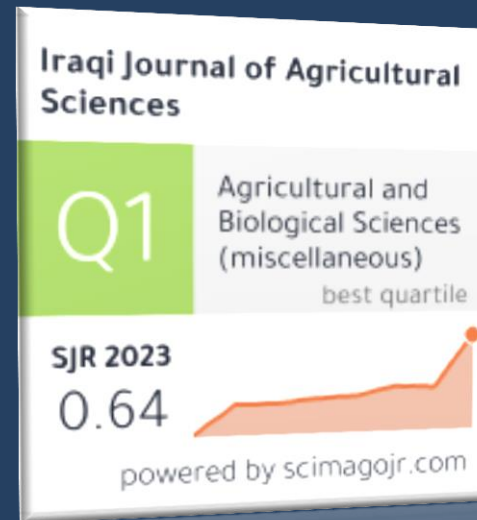 Iraqi Journal of Agricultural
Sciences
Q1
Agricultural and
Biological Sciences
(miscellaneous)
best quartile
SJR 2023
0.64
powered by scimagojr.com